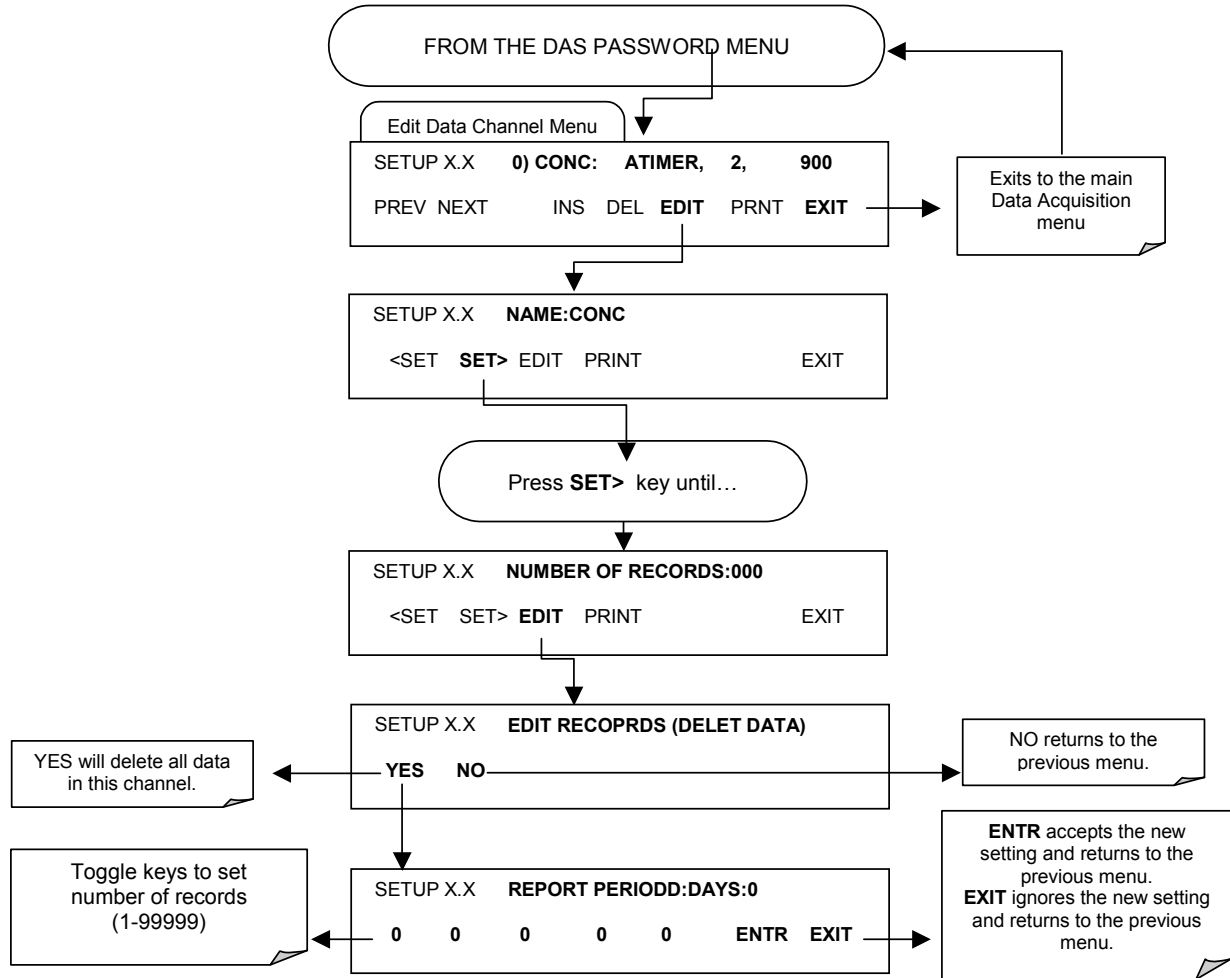 FROM THE DAS PASSWORD MENU
Edit Data Channel Menu
SETUP X.X 0) CONC: ATIMER, 2, 900
PREV NEXT INS DEL EDIT PRNT EXIT
Exits to the main
Data Acquisition
menu
SETUP X.X NAME:CONC
<SET SET> EDIT PRINT EXIT
Press SET> key until…
SETUP X.X NUMBER OF RECORDS:000
<SET SET> EDIT PRINT EXIT
SETUP X.X EDIT RECOPRDS (DELET DATA)
YES NO
YES will delete all data
in this channel.
NO returns to the
previous menu.
Toggle keys to set
number of records
(1-99999)
SETUP X.X REPORT PERIODD:DAYS:0
0 0 0 0 0 ENTR EXIT
ENTR accepts the new
setting and returns to the
previous menu.
EXIT ignores the new setting
and returns to the previous
menu.